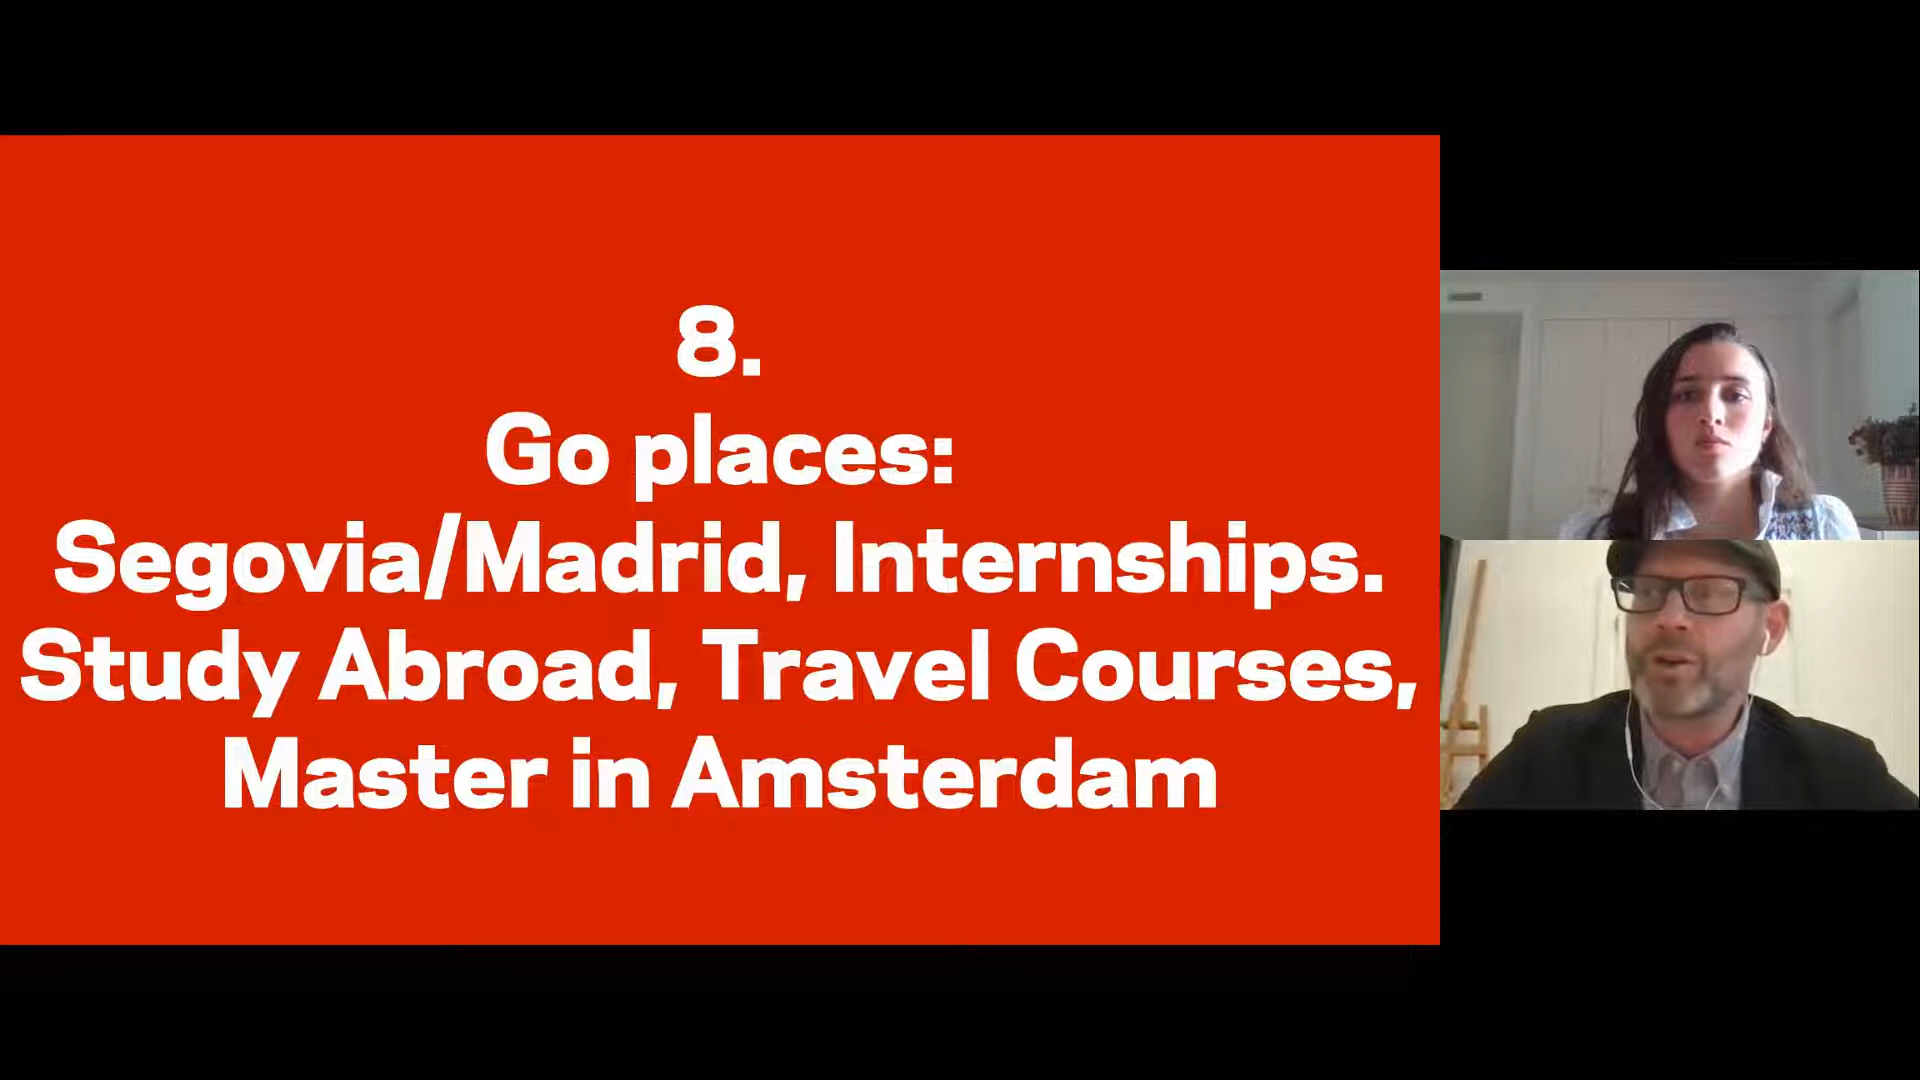 8.
Go places:
Segovia/Madrid, Internships.
Study Abroad, Travel Courses,
Master in Amsterdam